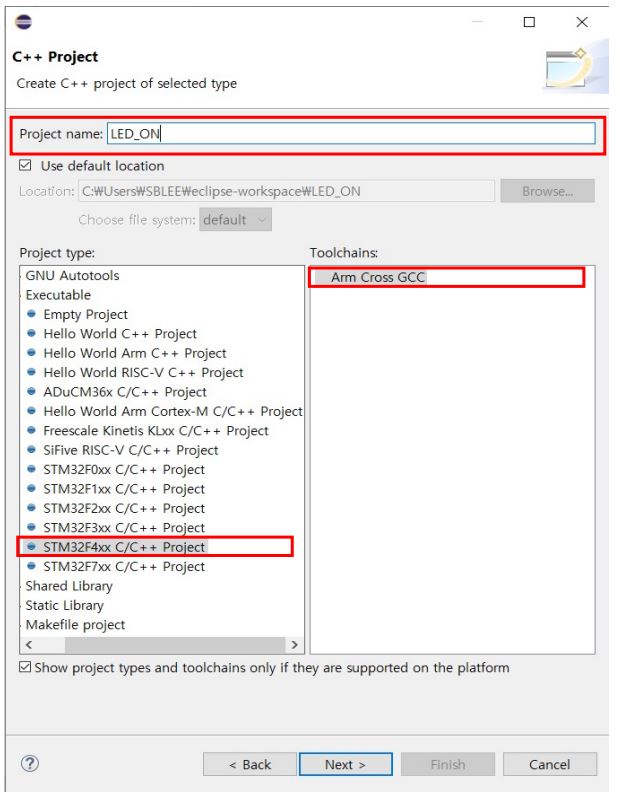 C++ Project
Create C++ project of selected type
Project name: LED_ON
Use default location
Location: C:₩Users₩SBLEE₩eclipse-workspace₩LED_ON Browse...
Choose file system: default
Project type:
GNU Autotools
Executable
Empty Project
Hello World C++ Project
Hello World Arm C++ Project
Hello World RISC-V C++ Project
ADuCM36x C/C++ Project
Hello World Arm Cortex-M C/C++ Project
Freescale Kinetis KLxx C/C++ Project
SiFive RISC-V C/C++ Project
STM32F0xx C/C++ Project
STM32F1xx C/C++ Project
STM32F2xx C/C++ Project
STM32F3xx C/C++ Project
STM32F4xx C/C++ Project
STM32F7xx C/C++ Project
Shared Library
Static Library
Makefile project
Toolchains:
Arm Cross GCC
Show project types and toolchains only if they are supported on the platform
< Back Next > Finish Cancel